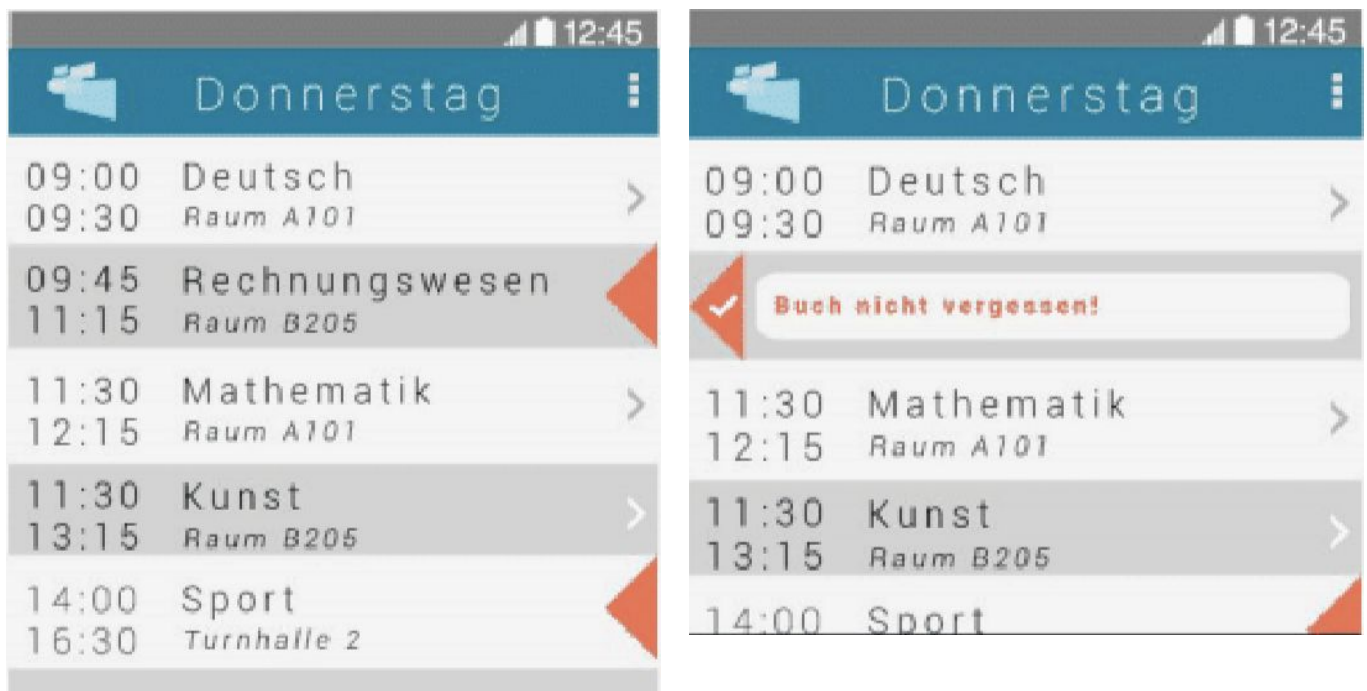 12:45
Donnerstag
09:00 Deutsch
09:30 Raum A101
09:45 Rechnungswesen
11:15 Raum B205
11:30 Mathematik
12:15 Raum A101
11:30 Kunst
13:15 Raum B205
14:00 Sport
16:30 Turnhalle 2
12:45
Donnerstag
09:00 Deutsch
09:30 Raum A101
Buch nicht vergessen!
11:30 Mathematik
12:15 Raum A101
11:30 Kunst
13:15 Raum B205
14:00 Sport